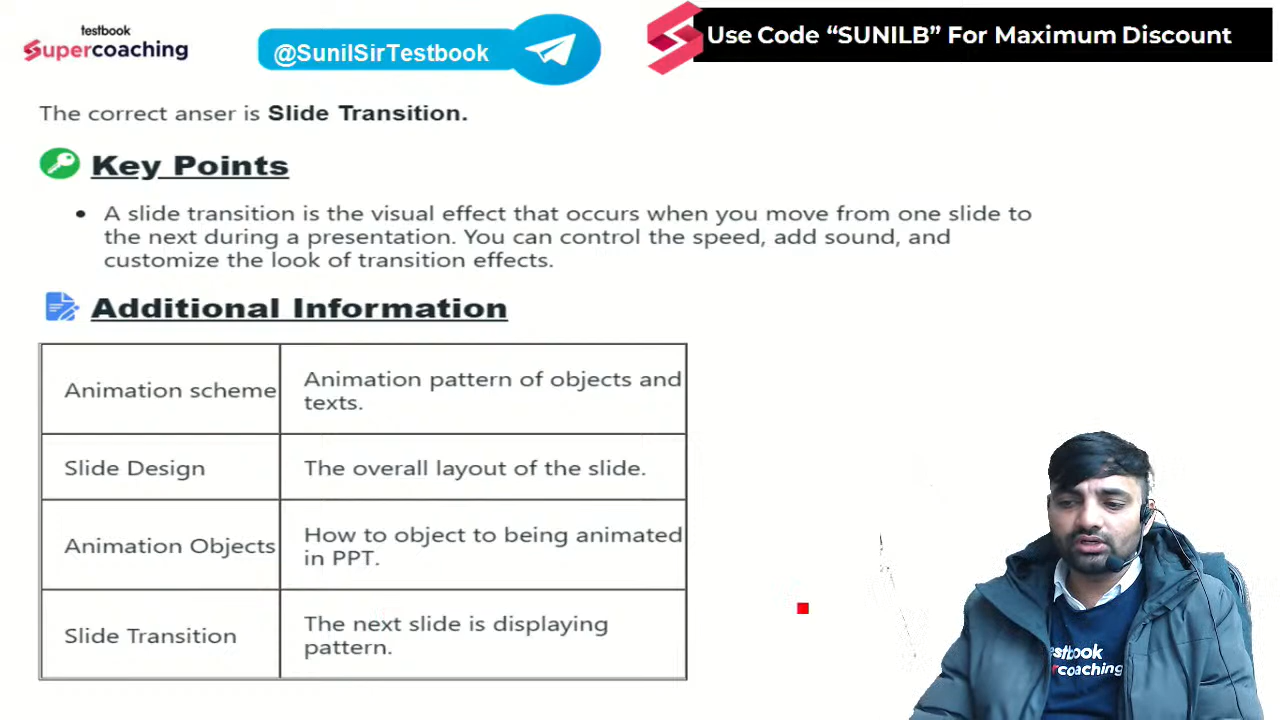 testbook
Supercoaching
@SunilSirTestbook
Use Code “SUNILB” For Maximum Discount
The correct anser is Slide Transition.
Key Points
• A slide transition is the visual effect that occurs when you move from one slide to
the next during a presentation. You can control the speed, add sound, and
customize the look of transition effects.
Additional Information
Animation scheme
Animation pattern of objects and
texts.
Slide Design
The overall layout of the slide.
Animation Objects
How to object to being animated
in PPT.
Slide Transition
The next slide is displaying
pattern.
testbook
ercoaching